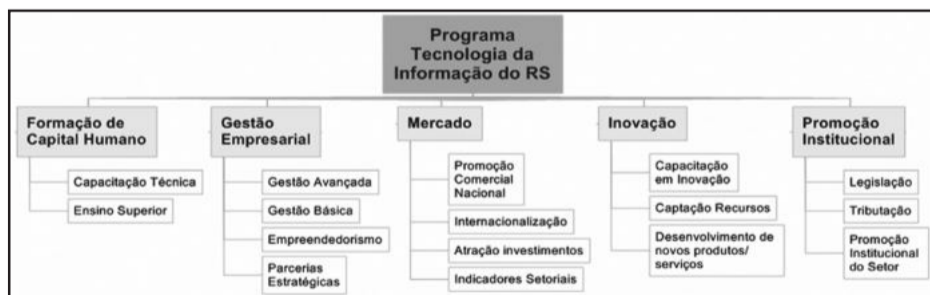 Programa
Tecnologia da
Informação do RS
Formação de
Capital Humano
Capacitação Técnica
Ensino Superior
Gestão
Empresarial
Gestão Avançada
Gestão Básica
Empreendedorismo
Parcerias
Estratégicas
Mercado
Promoção
Comercial
Nacional
Internacionalização
Atração investimentos
Indicadores Setoriais
Inovação
Capacitação
em Inovação
Captação Recursos
Desenvolvimento de
novos produtos/
serviços
Promoção
Institucional
Legislação
Tributação
Promoção
Institucional
do Setor